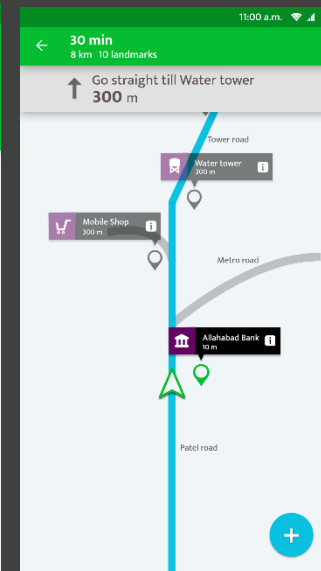 11:00 a.m.
30 min
8 km 10 landmarks
Go straight till Water tower
300 m
Tower road
Water tower
300 m
Mobile Shop
300 m
Metro road
Allahabad Bank
10 m
Patel road